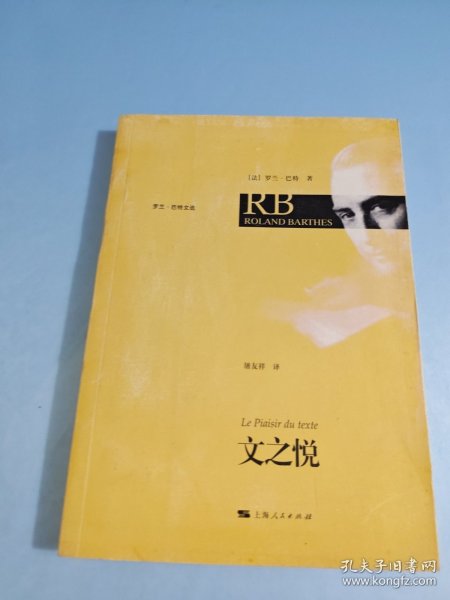 [法] 罗兰·巴特 著
RB
ROLAND BARTHES
罗兰·巴特文选
屠友祥 译
Le Plaisir du texte
文之悦
上海人民出版社
孔夫子旧书网
www.kongfz.com